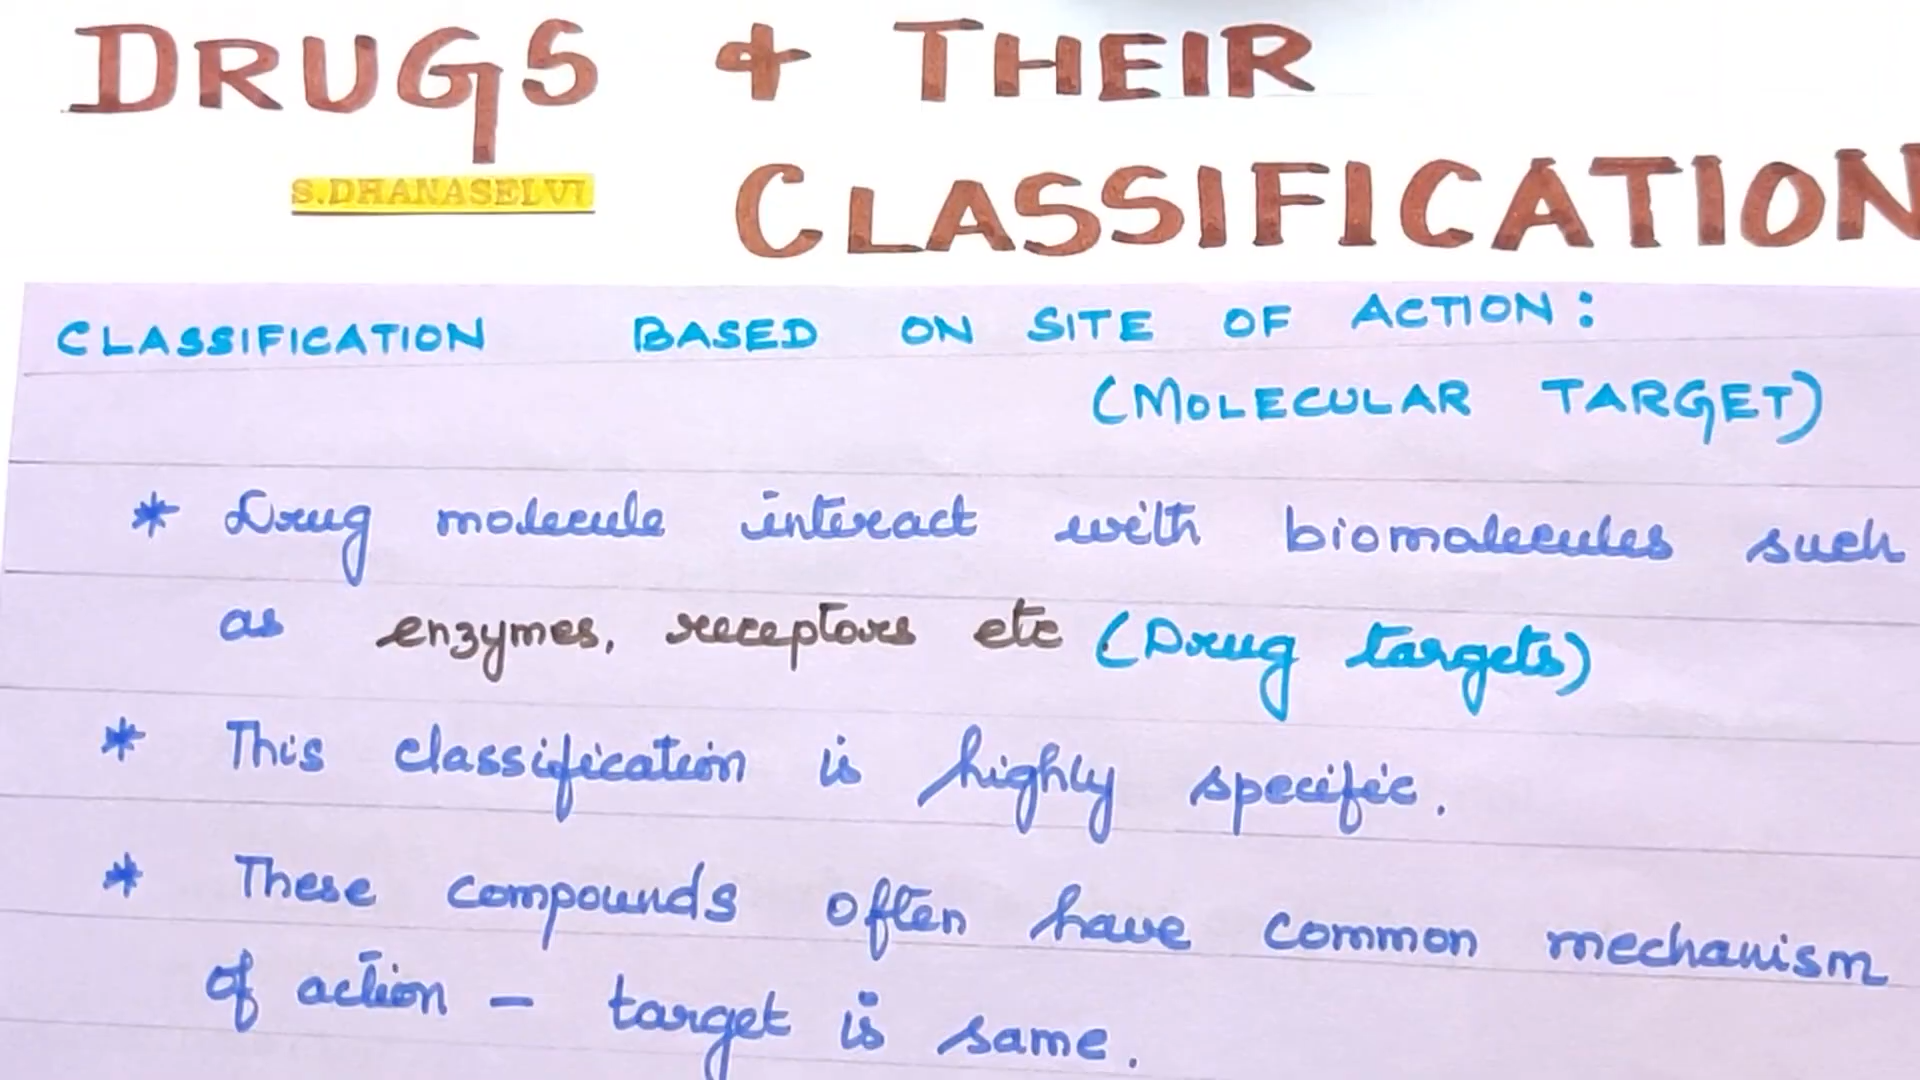 DRUGS + THEIR
S.DHANASELVI
CLASSIFICATION
CLASSIFICATION BASED ON SITE OF ACTION:
(MOLECULAR TARGET)
* Drug molecule interact with biomolecules such
as enzymes, receptors etc (Drug targets)
* This classification is highly specific.
* These compounds often have common mechanism
of action - target is same.